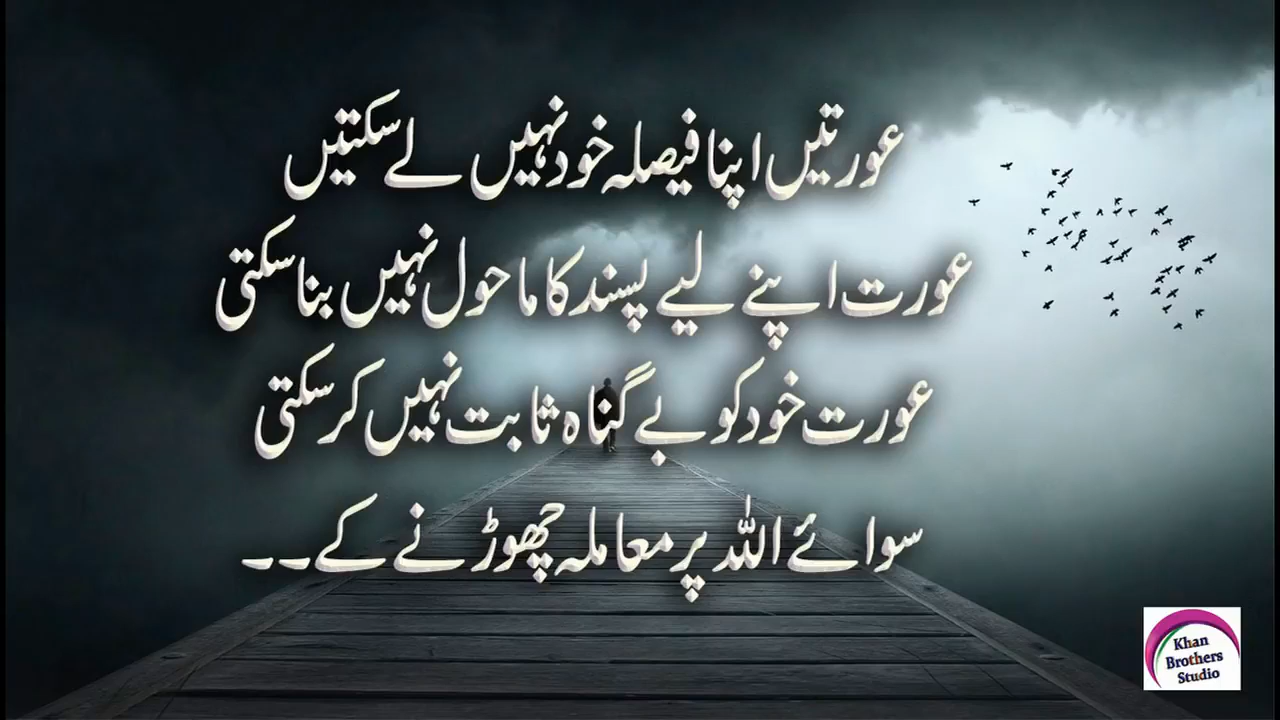 عورتیں اپنا فیصلہ خود نہیں لے سکتیں
عورت اپنے لیے پسند کا ماحول نہیں بنا سکتی
عورت خود کو بے گناہ ثابت نہیں کر سکتی
سوائے اللہ پر معاملہ چھوڑنے کے۔۔
Khan
Brothers
Studio